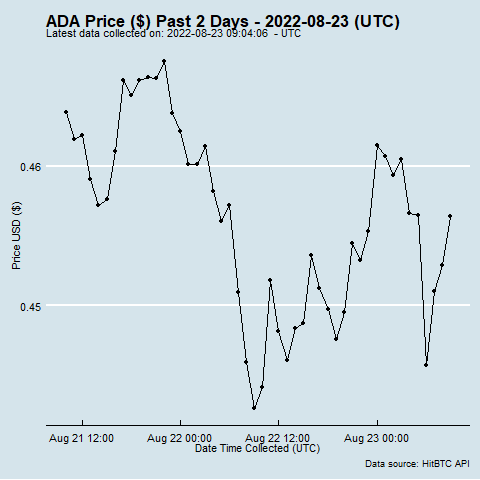 ADA Price ($) Past 2 Days - 2022-08-23 (UTC)
Latest data collected on: 2022-08-23 09:04:06 - UTC
0.46
Price USD ($)
0.45
Aug 21 12:00 Aug 22 00:00 Aug 22 12:00 Aug 23 00:00
Date Time Collected (UTC)
Data source: HitBTC API